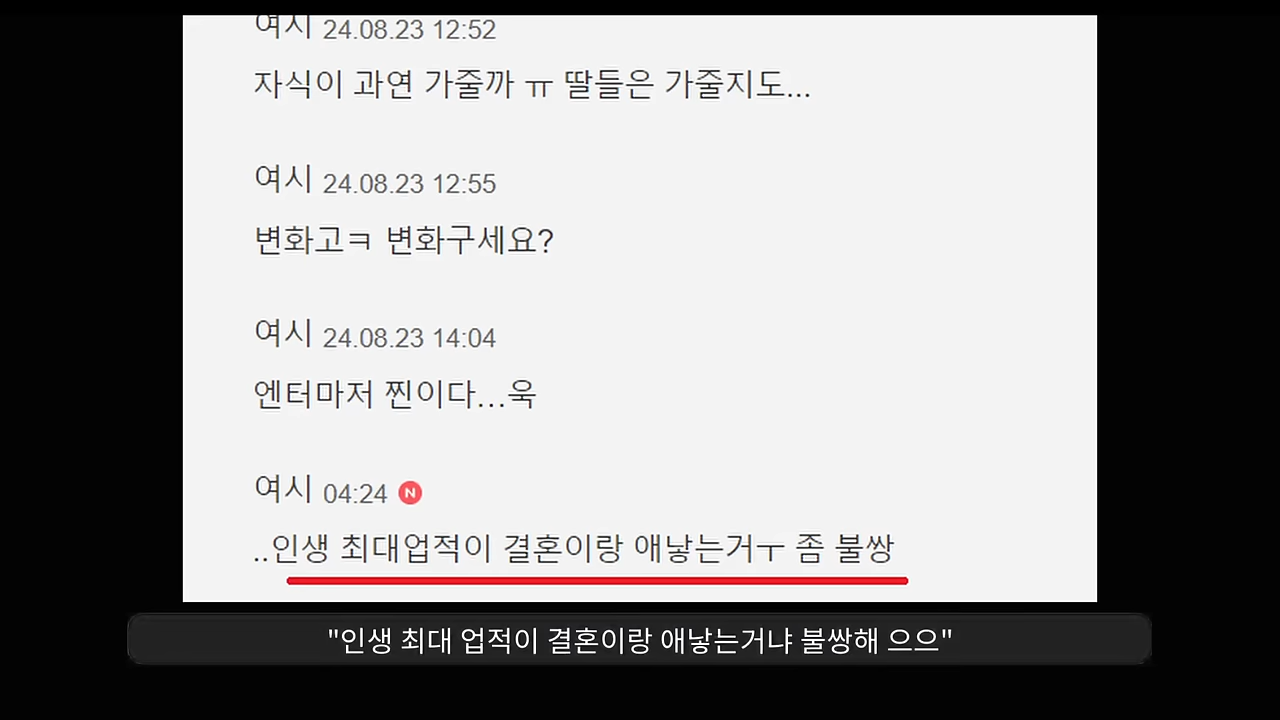 여시 24.08.23 12:52
자식이 과연 가줄까 ㅠ 딸들은 가줄지도...
여시 24.08.23 12:55
변화고ㅋ 변화구세요?
여시 24.08.23 14:04
엔터마저 찐이다...욱
여시 04:24 N
..인생 최대업적이 결혼이랑 애낳는거ㅜ 좀 불쌍
"인생 최대 업적이 결혼이랑 애낳는거냐 불쌍해 으으"